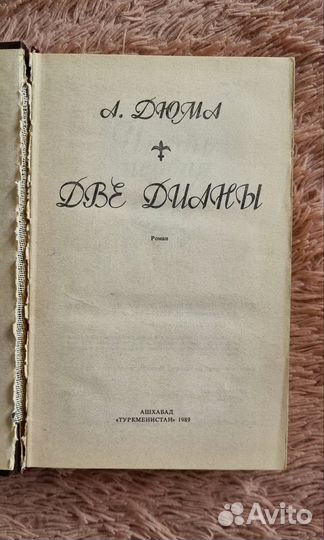 А. ДЮМА
ДВЕ ДИАНЫ
Роман
АШХАБАД
«ТУРКМЕНИСТАН» 1989
Avito